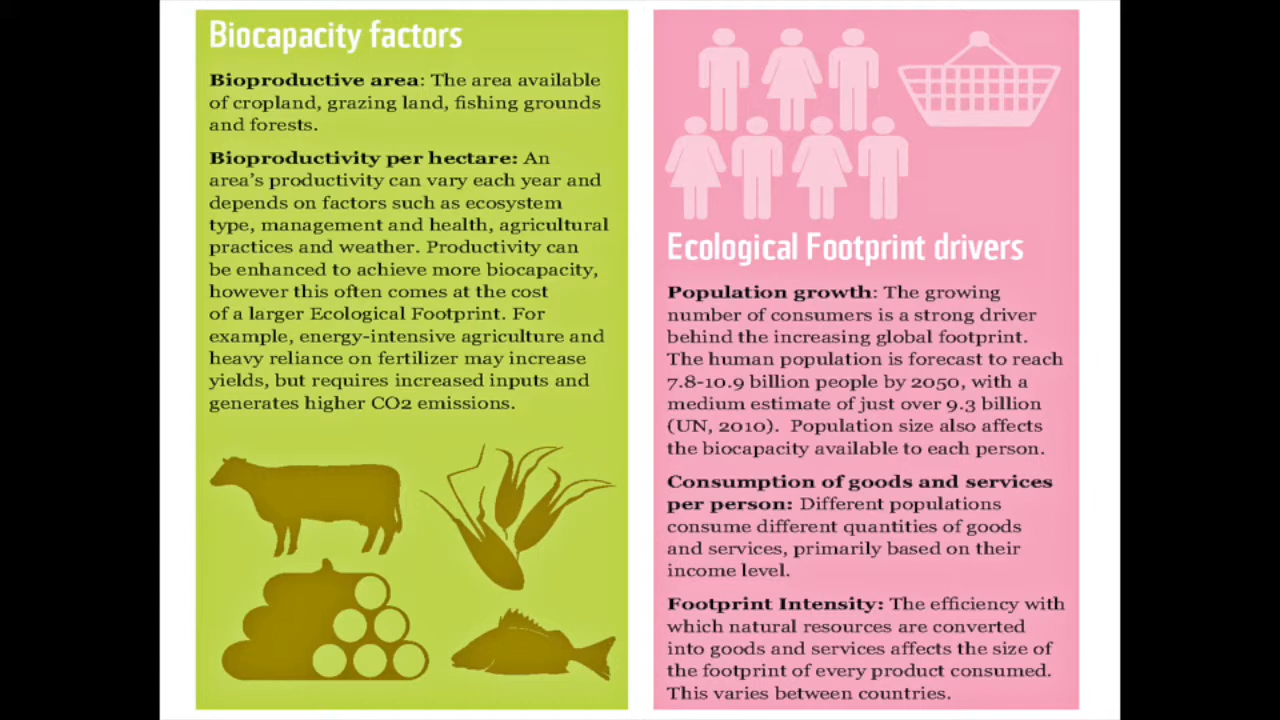 Biocapacity factors
Bioproductive area: The area available
of cropland, grazing land, fishing grounds
and forests.
Bioproductivity per hectare: An
area's productivity can vary each year and
depends on factors such as ecosystem
type, management and health, agricultural
practices and weather. Productivity can
be enhanced to achieve more biocapacity,
however this often comes at the cost
of a larger Ecological Footprint. For
example, energy-intensive agriculture and
heavy reliance on fertilizer may increase
yields, but requires increased inputs and
generates higher CO2 emissions.
Ecological Footprint drivers
Population growth: The growing
number of consumers is a strong driver
behind the increasing global footprint.
The human population is forecast to reach
7.8-10.9 billion people by 2050, with a
medium estimate of just over 9.3 billion
(UN, 2010). Population size also affects
the biocapacity available to each person.
Consumption of goods and services
per person: Different populations
consume different quantities of goods
and services, primarily based on their
income level.
Footprint Intensity: The efficiency with
which natural resources are converted
into goods and services affects the size of
the footprint of every product consumed.
This varies between countries.